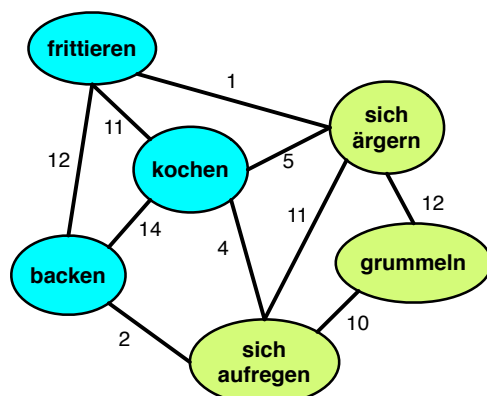 frittieren
1
sich
ärgern
11
12
kochen
5
14
11
12
4
backen
grummeln
2
10
sich
aufregen